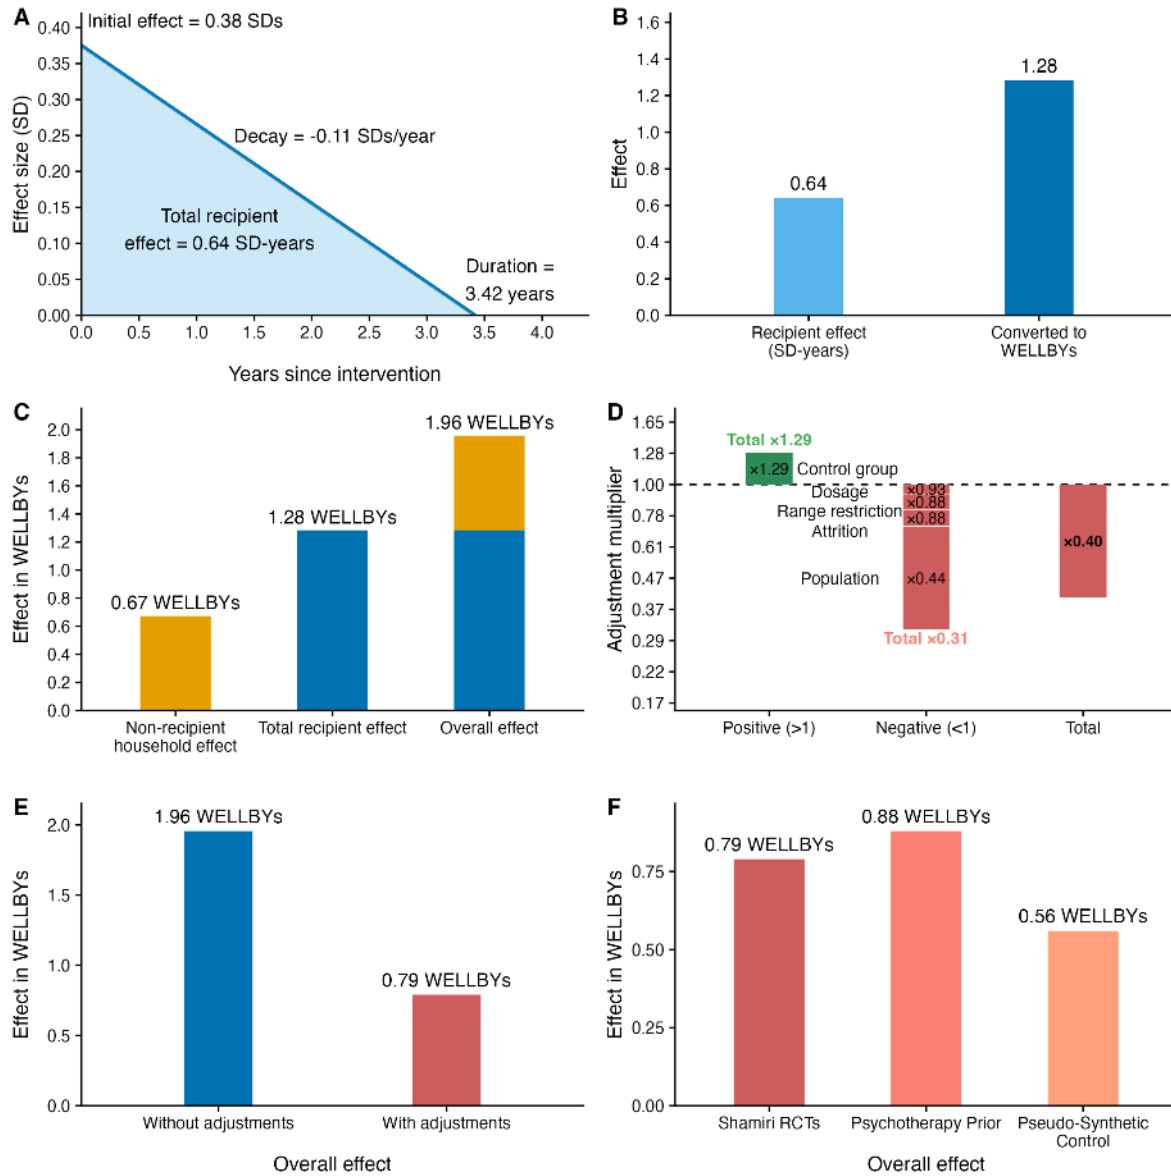 A
Initial effect = 0.38 SDs
0.40
0.35
0.30
0.25
0.20
0.15
0.10
0.05
0.00
Effect size (SD)
Decay = -0.11 SDs/year
Total recipient
effect = 0.64 SD-years
Duration =
3.42 years
0.0 0.5 1.0 1.5 2.0 2.5 3.0 3.5 4.0
Years since intervention
B
1.6
1.4
1.2
1.0
0.8
0.6
0.4
0.2
0.0
Effect
0.64
1.28
Recipient effect
(SD-years)
Converted to
WELLBYs
C
2.0
1.8
1.6
1.4
1.2
1.0
0.8
0.6
0.4
0.2
0.0
Effect in WELLBYs
0.67 WELLBYs
1.28 WELLBYs
1.96 WELLBYs
Non-recipient
household effect
Total recipient effect
Overall effect
D
1.65
1.28
1.00
0.78
0.61
0.47
0.37
0.29
0.22
0.17
Adjustment multiplier
Total ×1.29
×1.29
Control group
Dosage
Range restriction
Attrition
Population
×0.93
×0.88
×0.88
×0.44
Total ×0.31
×0.40
Positive (>1)
Negative (<1)
Total
E
2.0
1.5
1.0
0.5
0.0
Effect in WELLBYs
1.96 WELLBYs
0.79 WELLBYs
Without adjustments
With adjustments
Overall effect
F
0.75
0.50
0.25
0.00
Effect in WELLBYs
0.79 WELLBYs
0.88 WELLBYs
0.56 WELLBYs
Shamiri RCTs
Psychotherapy Prior
Pseudo-Synthetic
Control
Overall effect